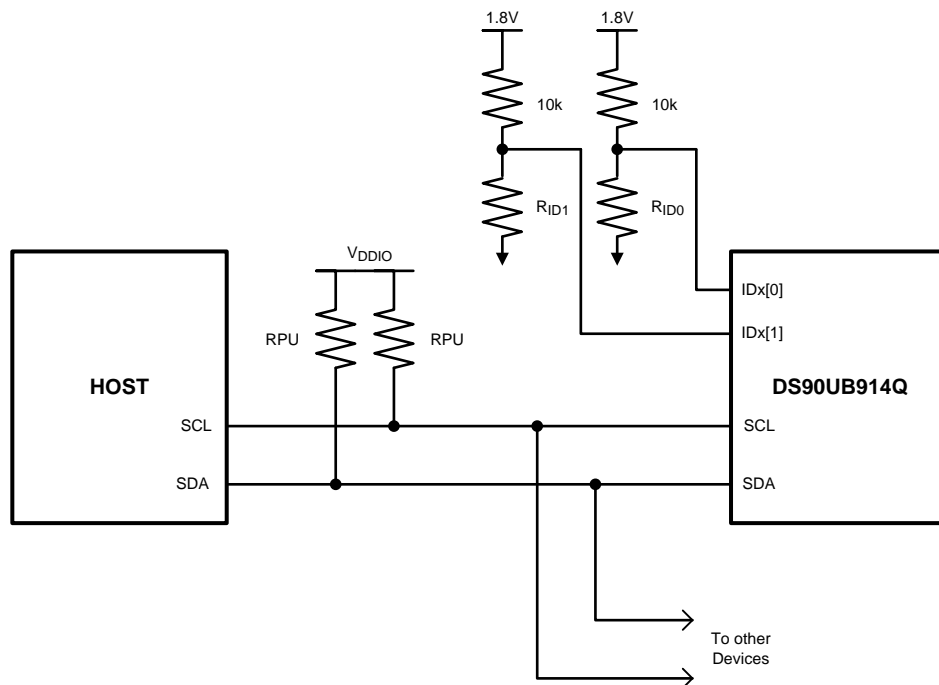 1.8V
1.8V
10k
10k
RID1
RID0
VDDIO
IDx[0]
RPU
RPU
IDx[1]
HOST
DS90UB914Q
SCL
SCL
SDA
SDA
To other
Devices